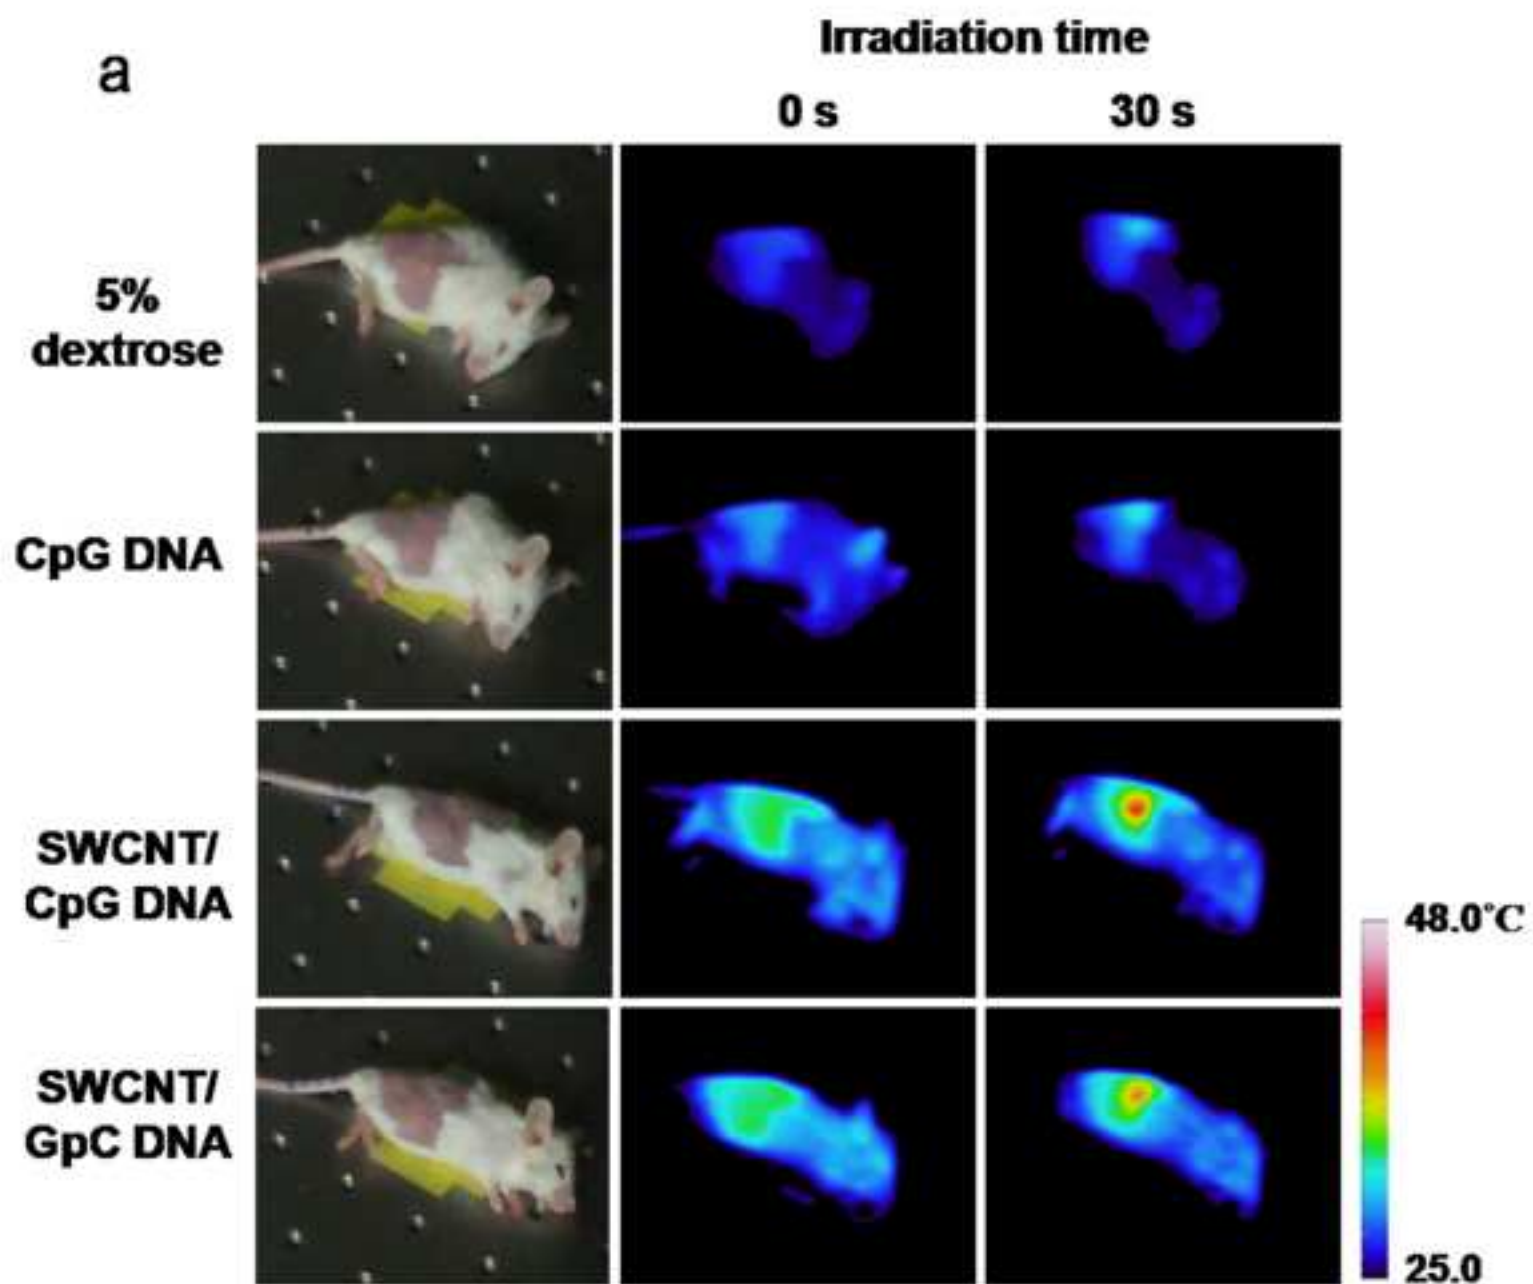 a
Irradiation time
0 s
30 s
5%
dextrose
CpG DNA
SWCNT/
CpG DNA
SWCNT/
GpC DNA
48.0°C
25.0